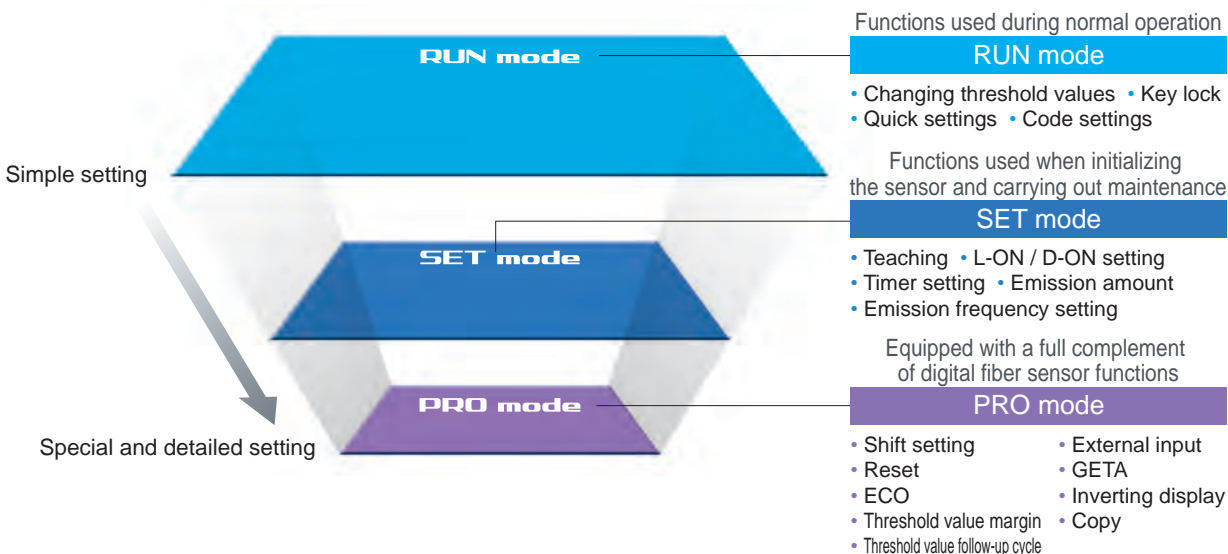 Functions used during normal operation
RUN mode
RUN mode
• Changing threshold values • Key lock
• Quick settings • Code settings
Simple setting
Functions used when initializing
the sensor and carrying out maintenance
SET mode
SET mode
• Teaching • L-ON / D-ON setting
• Timer setting • Emission amount
• Emission frequency setting
Equipped with a full complement
of digital fiber sensor functions
PRO mode
PRO mode
Special and detailed setting
• Shift setting • External input
• Reset • GETA
• ECO • Inverting display
• Threshold value margin • Copy
• Threshold value follow-up cycle